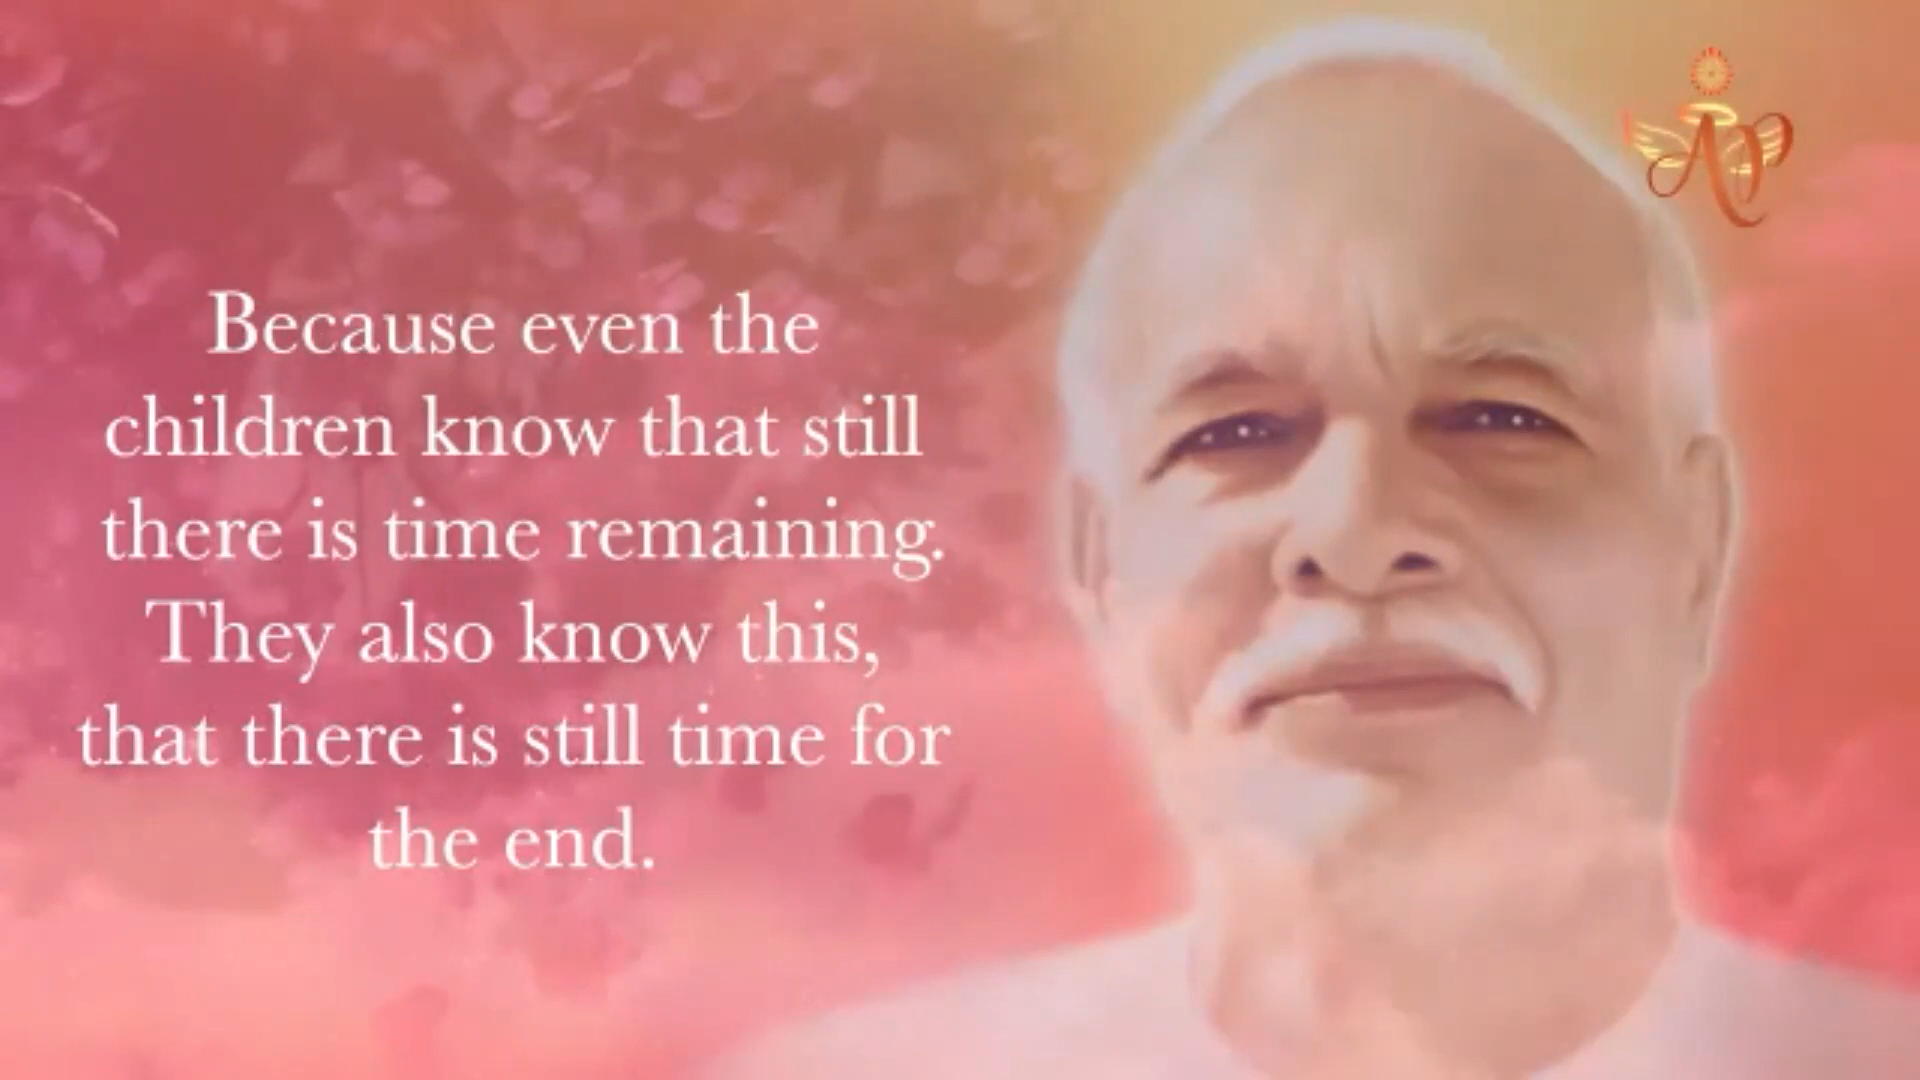 Because even the
children know that still
there is time remaining.
They also know this,
that there is still time for
the end.
AP